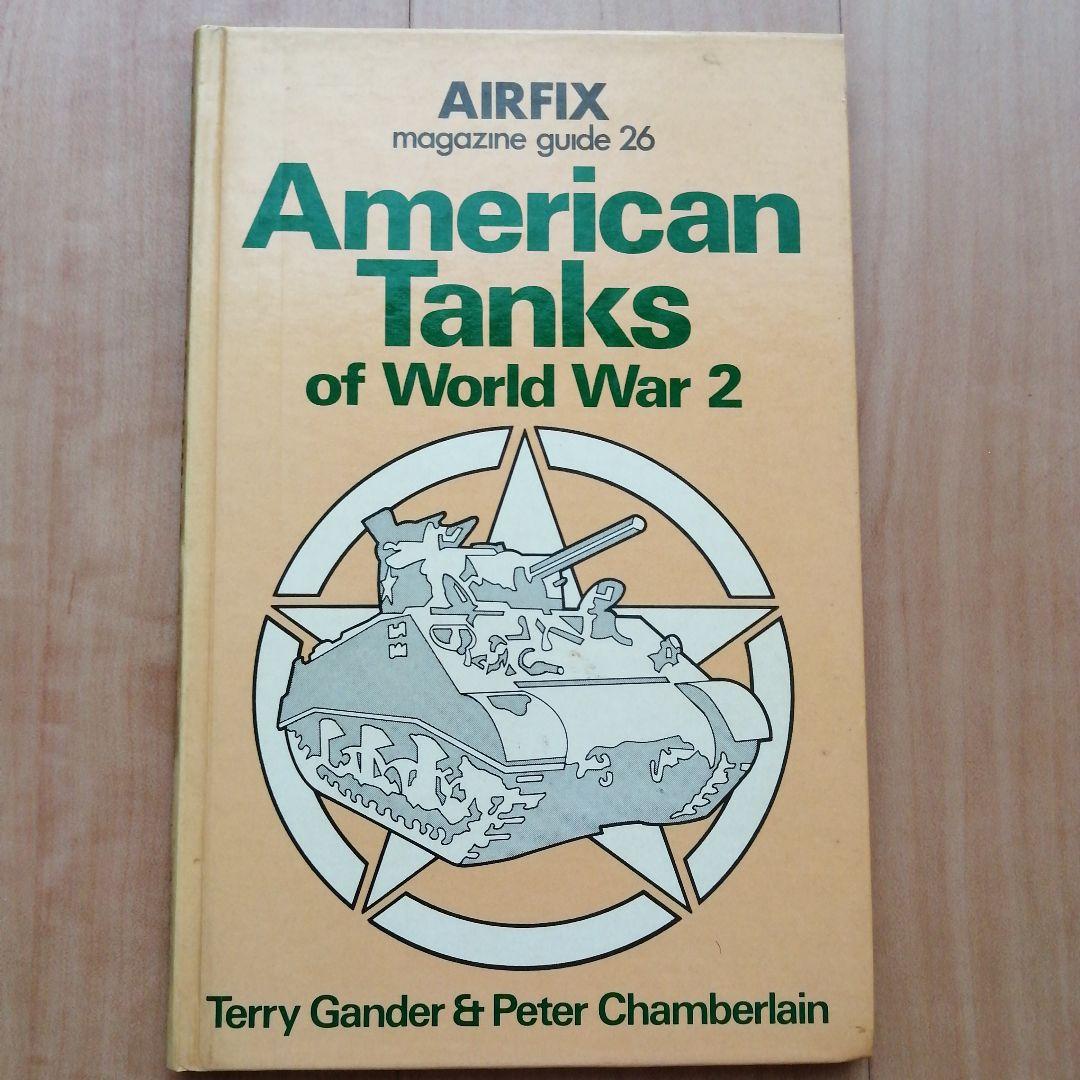 AIRFIX
magazine guide 26
American
Tanks
of World War 2
Terry Gander & Peter Chamberlain